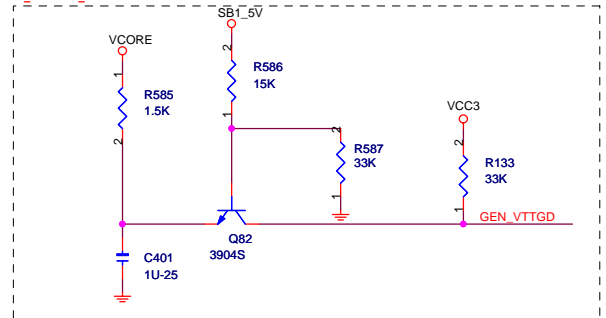 SB1_5V
VCORE
2
R586
15K
1
1
R585
1.5K
2
VCC3
2
R587
33K
1
2
R133
33K
1
GEN_VTTGD
Q82
3904S
C401
1U-25